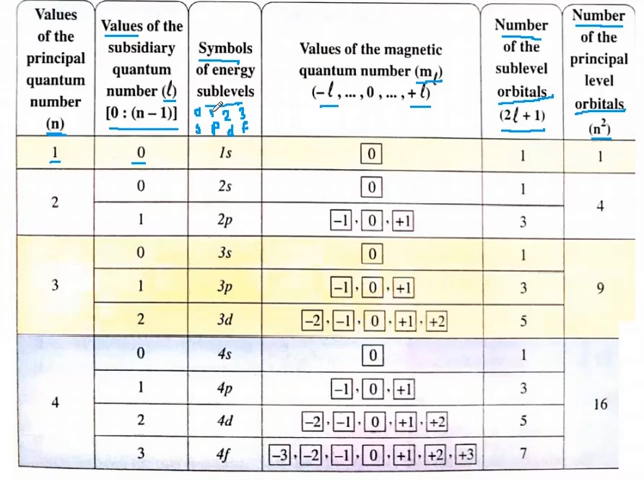 Values of the principal quantum number (n)
Values of the subsidiary quantum number (ℓ) [0 : (n − 1)]
Symbols of energy sublevels
0 1 2 3
s p d f
Values of the magnetic quantum number (mℓ) (−ℓ, ..., 0, ..., +ℓ)
Number of the sublevel orbitals (2ℓ + 1)
Number of the principal level orbitals (n²)
1 0 1s 0 1 1
2 0 2s 0 1 4
1 2p −1, 0, +1 3
3 0 3s 0 1 9
1 3p −1, 0, +1 3
2 3d −2, −1, 0, +1, +2 5
4 0 4s 0 1 16
1 4p −1, 0, +1 3
2 4d −2, −1, 0, +1, +2 5
3 4f −3, −2, −1, 0, +1, +2, +3 7